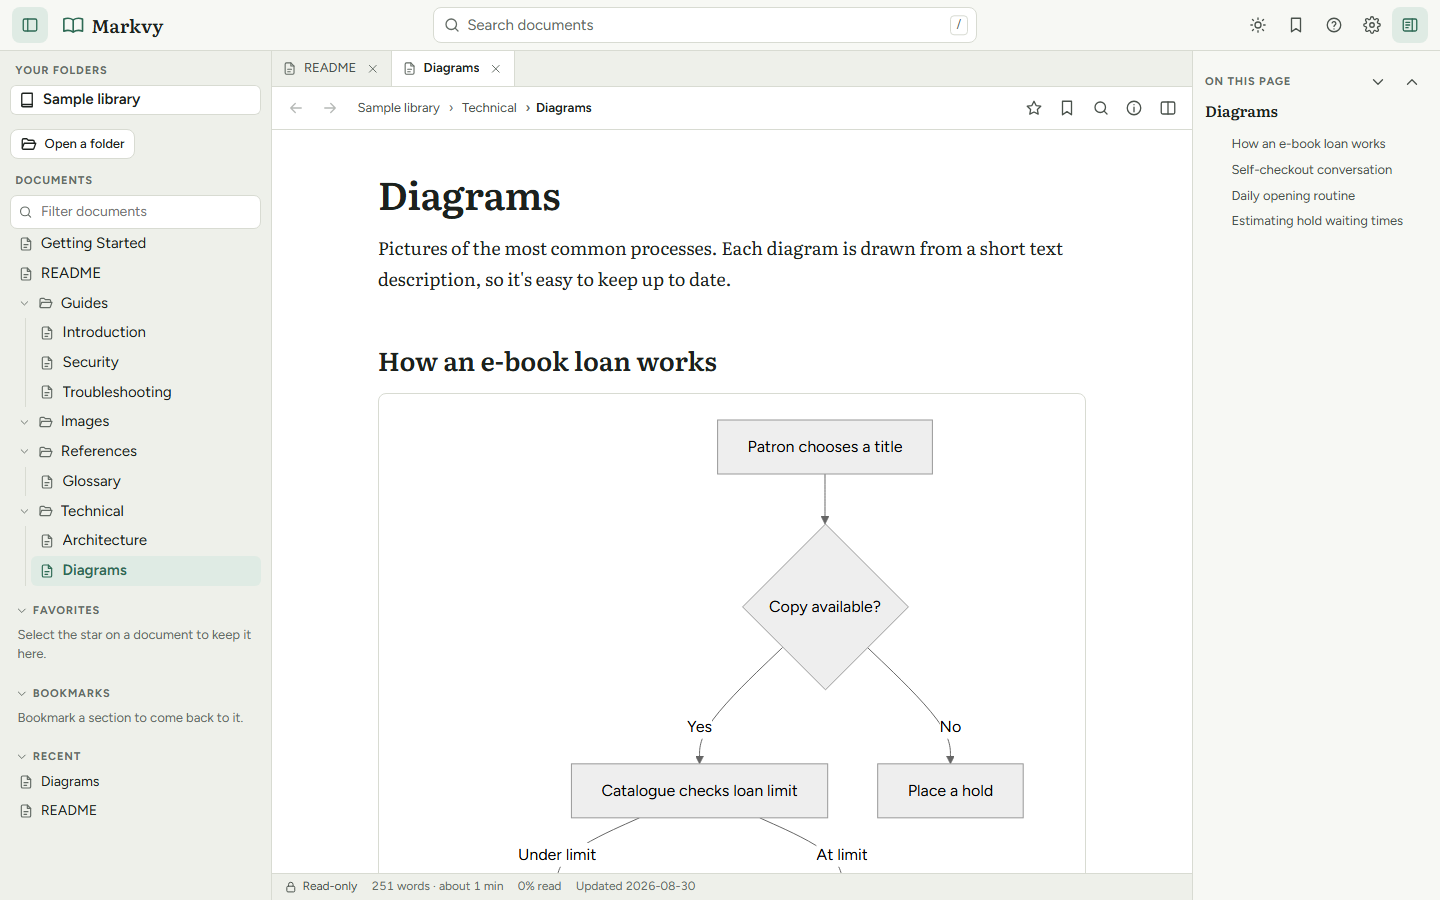 Markvy
Search documents
/
YOUR FOLDERS
Sample library
Open a folder
DOCUMENTS
Filter documents
Getting Started
README
Guides
Introduction
Security
Troubleshooting
Images
References
Glossary
Technical
Architecture
Diagrams
FAVORITES
Select the star on a document to keep it
here.
BOOKMARKS
Bookmark a section to come back to it.
RECENT
Diagrams
README
README
Diagrams
Sample library › Technical › Diagrams
Diagrams
Pictures of the most common processes. Each diagram is drawn from a short text
description, so it's easy to keep up to date.
How an e-book loan works
Patron chooses a title
Copy available?
Yes
No
Catalogue checks loan limit
Place a hold
Under limit
At limit
Read-only
251 words · about 1 min
0% read
Updated 2026-08-30
ON THIS PAGE
Diagrams
How an e-book loan works
Self-checkout conversation
Daily opening routine
Estimating hold waiting times